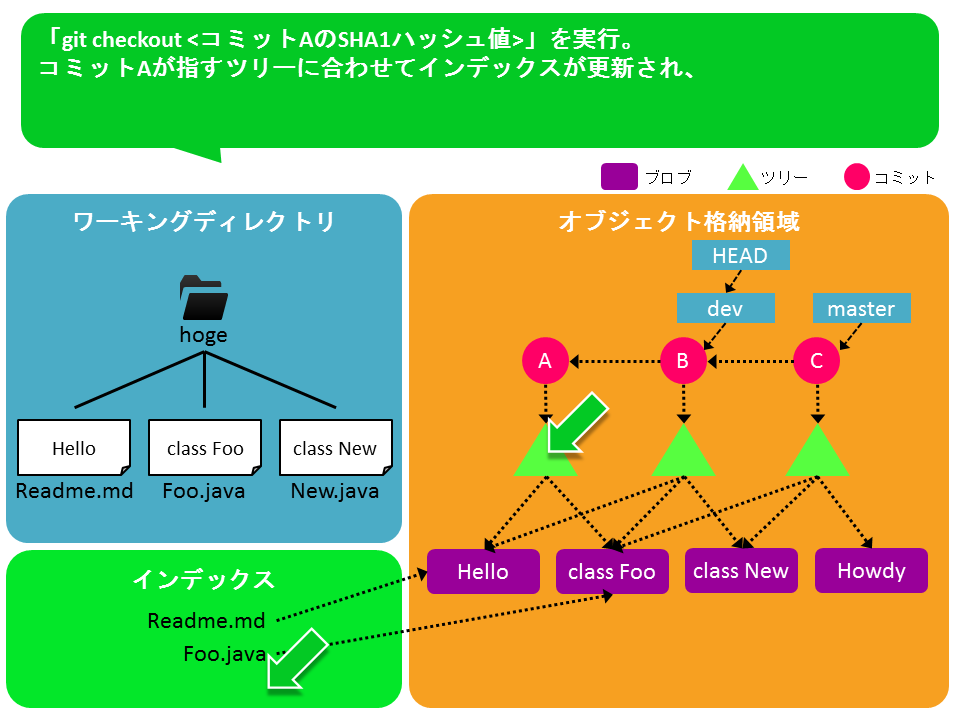 「git checkout <コミットAのSHA1ハッシュ値>」を実行。
コミットAが指すツリーに合わせてインデックスが更新され、
ブロブ
ツリー
コミット
ワーキングディレクトリ
hoge
Hello
class Foo
class New
Readme.md
Foo.java
New.java
オブジェクト格納領域
HEAD
dev
master
A
B
C
Hello
class Foo
class New
Howdy
インデックス
Readme.md
Foo.java